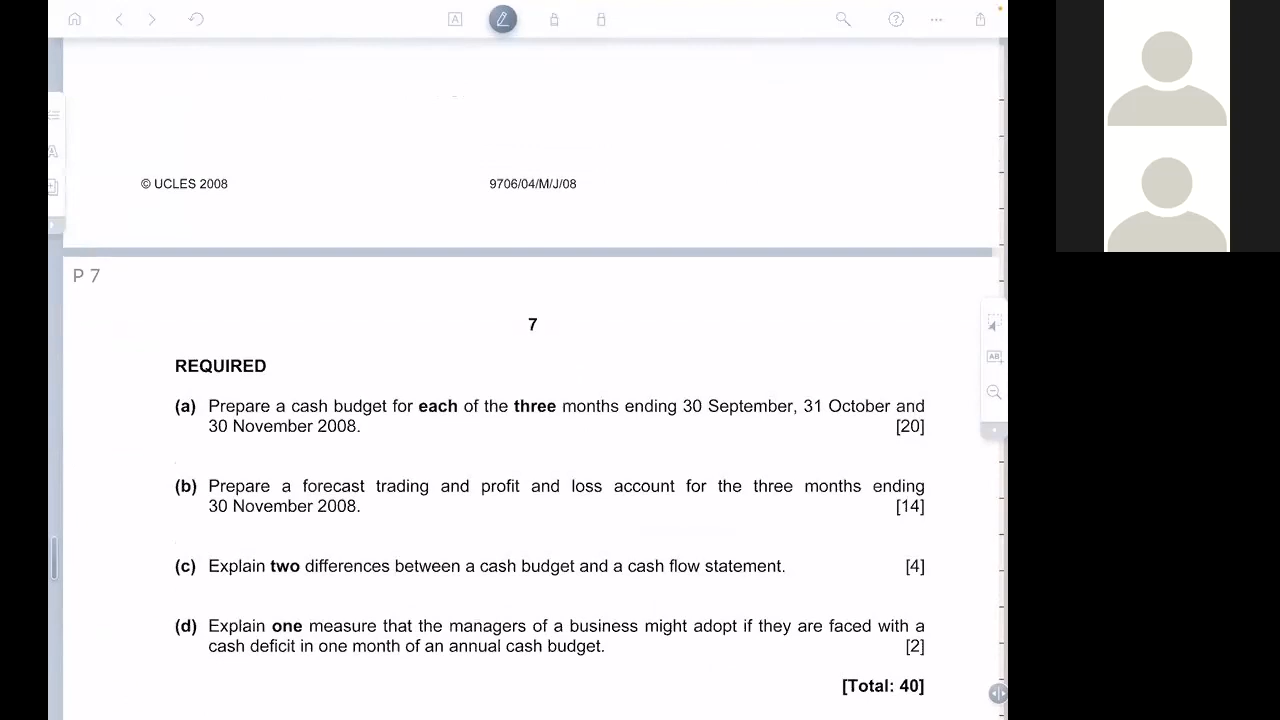 © UCLES 2008 9706/04/M/J/08
P 7
7
REQUIRED
(a) Prepare a cash budget for each of the three months ending 30 September, 31 October and
30 November 2008. [20]
(b) Prepare a forecast trading and profit and loss account for the three months ending
30 November 2008. [14]
(c) Explain two differences between a cash budget and a cash flow statement. [4]
(d) Explain one measure that the managers of a business might adopt if they are faced with a
cash deficit in one month of an annual cash budget. [2]
[Total: 40]
A
A
AB